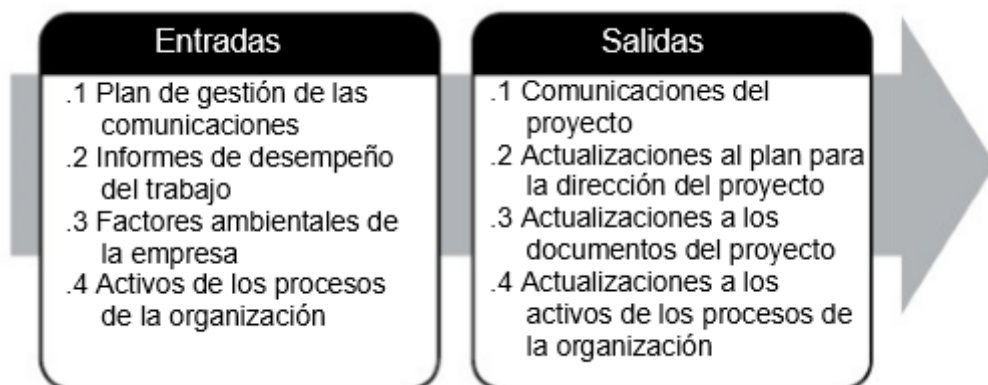 Entradas
.1 Plan de gestión de las
comunicaciones
.2 Informes de desempeño
del trabajo
.3 Factores ambientales de
la empresa
.4 Activos de los procesos
de la organización
Salidas
.1 Comunicaciones del
proyecto
.2 Actualizaciones al plan para
la dirección del proyecto
.3 Actualizaciones a los
documentos del proyecto
.4 Actualizaciones a los
activos de los procesos de
la organización